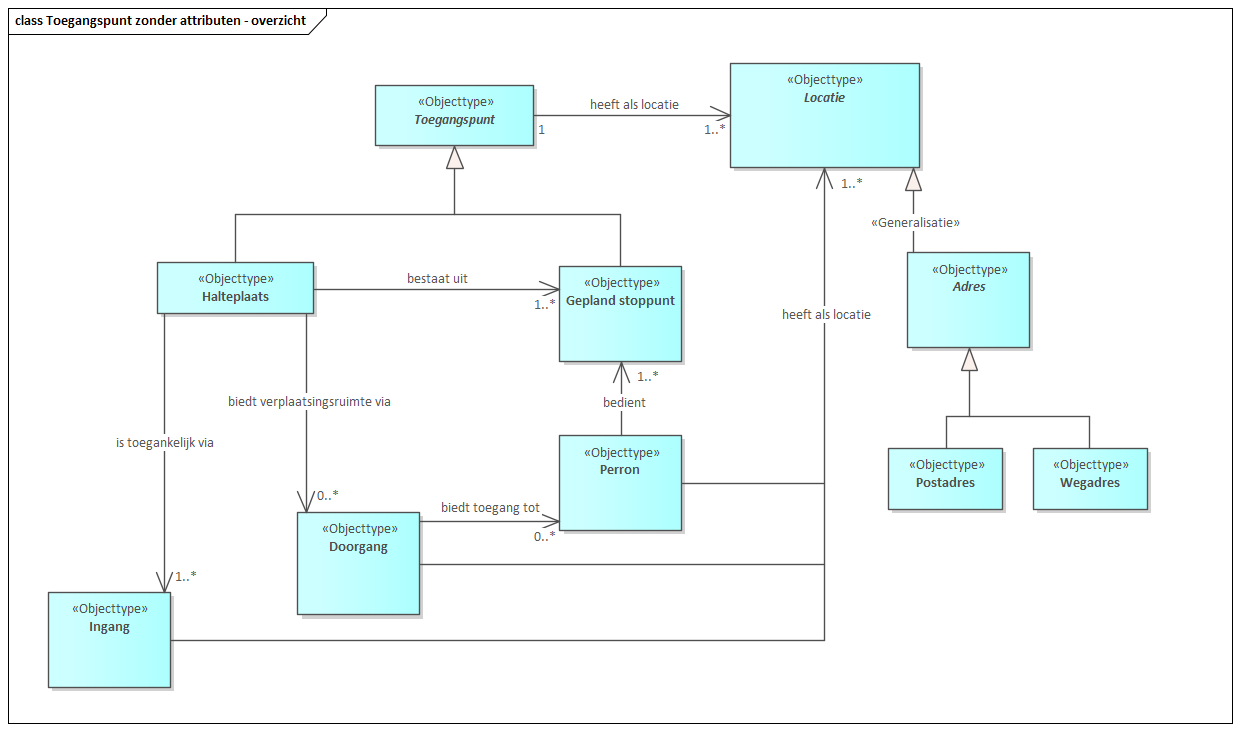 class Toegangspunt zonder attributen - overzicht
«Objecttype»
Toegangspunt
1
heeft als locatie
1..*
«Objecttype»
Locatie
1..*
«Generalisatie»
«Objecttype»
Halteplaats
bestaat uit
1..*
«Objecttype»
Gepland stoppunt
«Objecttype»
Adres
heeft als locatie
1..*
bedient
biedt verplaatsingsruimte via
is toegankelijk via
«Objecttype»
Perron
«Objecttype»
Postadres
«Objecttype»
Wegadres
0..*
biedt toegang tot
0..*
«Objecttype»
Doorgang
1..*
«Objecttype»
Ingang